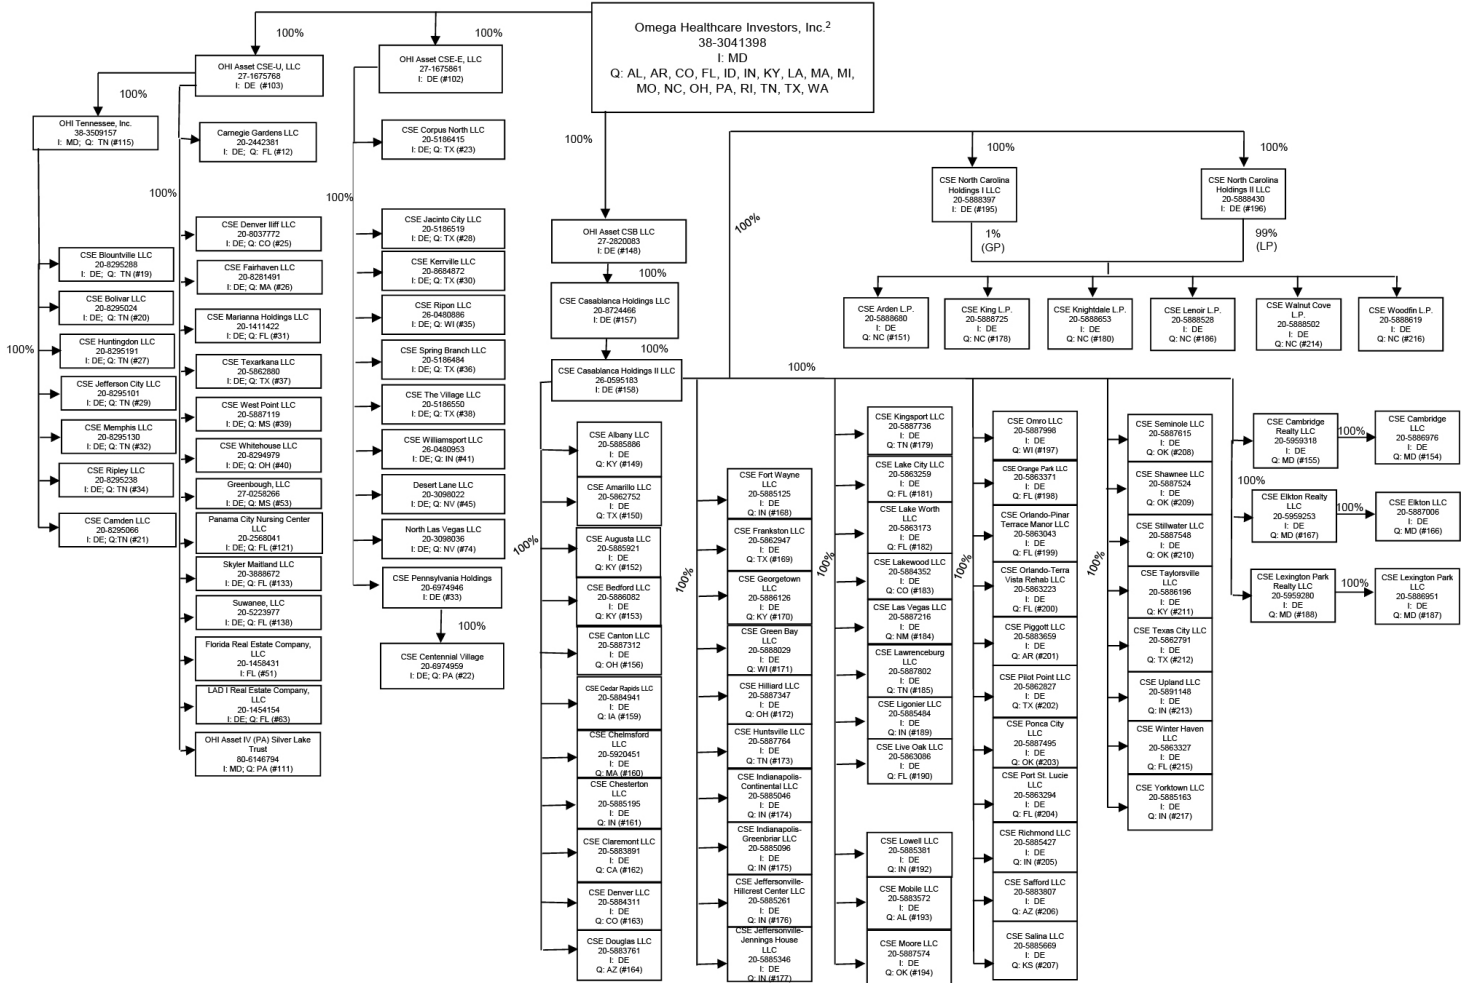 Omega Healthcare Investors, Inc.²
38-3041398
I: MD
Q: AL, AR, CO, FL, ID, IN, KY, LA, MA, MI,
MO, NC, OH, PA, RI, TN, TX, WA
100%
100%
OHI Asset CSE-U, LLC
27-1675768
I: DE (#103)
OHI Asset CSE-E, LLC
27-1675861
I: DE (#102)
100%
OHI Tennessee, Inc.
38-3509157
I: MD; Q: TN (#115)
100%
CSE Blountville LLC
20-8295288
I: DE; Q: TN (#19)
CSE Bolivar LLC
20-8295024
I: DE; Q: TN (#20)
CSE Huntingdon LLC
20-8295191
I: DE; Q: TN (#27)
CSE Jefferson City LLC
20-8295101
I: DE; Q: TN (#29)
CSE Memphis LLC
20-8295130
I: DE; Q: TN (#32)
CSE Ripley LLC
20-8295238
I: DE; Q: TN (#34)
CSE Camden LLC
20-8295066
I: DE; Q:TN (#21)
100%
Carnegie Gardens LLC
20-2442381
I: DE; Q: FL (#12)
CSE Denver Iliff LLC
20-8037772
I: DE; Q: CO (#25)
CSE Fairhaven LLC
20-8281491
I: DE; Q: MA (#26)
CSE Marianna Holdings LLC
20-1411422
I: DE; Q: FL (#31)
CSE Texarkana LLC
20-5862880
I: DE; Q: TX (#37)
CSE West Point LLC
20-5887119
I: DE; Q: MS (#39)
CSE Whitehouse LLC
20-8294979
I: DE; Q: OH (#40)
Greenbough, LLC
27-0258266
I: DE; Q: MS (#53)
Panama City Nursing Center
LLC
20-2568041
I: DE; Q: FL (#121)
Skyler Maitland LLC
20-3888672
I: DE; Q: FL (#133)
Suwanee, LLC
20-5223977
I: DE; Q: FL (#138)
Florida Real Estate Company,
LLC
20-1458431
I: FL (#51)
LAD I Real Estate Company,
LLC
20-1454154
I: DE; Q: FL (#63)
OHI Asset IV (PA) Silver Lake
Trust
80-6146794
I: MD; Q: PA (#111)
100%
CSE Corpus North LLC
20-5186415
I: DE; Q: TX (#23)
CSE Jacinto City LLC
20-5186519
I: DE; Q: TX (#28)
CSE Kerrville LLC
20-8684872
I: DE; Q: TX (#30)
CSE Ripon LLC
26-0480886
I: DE; Q: WI (#35)
CSE Spring Branch LLC
20-5186484
I: DE; Q: TX (#36)
CSE The Village LLC
20-5186550
I: DE; Q: TX (#38)
CSE Williamsport LLC
26-0480953
I: DE; Q: IN (#41)
Desert Lane LLC
20-3098022
I: DE; Q: NV (#45)
North Las Vegas LLC
20-3098036
I: DE; Q: NV (#74)
CSE Pennsylvania Holdings
20-6974946
I: DE (#33)
100%
CSE Centennial Village
20-6974959
I: DE; Q: PA (#22)
100%
OHI Asset CSB LLC
27-2820083
I: DE (#148)
100%
CSE Casablanca Holdings LLC
20-8724466
I: DE (#157)
100%
CSE Casablanca Holdings II LLC
26-0595183
I: DE (#158)
100%
100%
100%
CSE North Carolina
Holdings I LLC
20-5888397
I: DE (#195)
CSE North Carolina
Holdings II LLC
20-5888430
I: DE (#196)
1%
(GP)
99%
(LP)
CSE Arden L.P.
20-5888680
I: DE
Q: NC (#151)
CSE King L.P.
20-5888725
I: DE
Q: NC (#178)
CSE Knightdale L.P.
20-5888653
I: DE
Q: NC (#180)
CSE Lenoir L.P.
20-5888528
I: DE
Q: NC (#186)
CSE Walnut Cove
L.P.
20-5888502
I: DE
Q: NC (#214)
CSE Woodfin L.P.
20-5888619
I: DE
Q: NC (#216)
100%
100%
CSE Albany LLC
20-5885886
I: DE
Q: KY (#149)
CSE Amarillo LLC
20-5862752
I: DE
Q: TX (#150)
CSE Augusta LLC
20-5885921
I: DE
Q: KY (#152)
CSE Bedford LLC
20-5886082
I: DE
Q: KY (#153)
CSE Canton LLC
20-5887312
I: DE
Q: OH (#156)
CSE Cedar Rapids LLC
20-5884941
I: DE
Q: IA (#159)
CSE Chelmsford
LLC
20-5920451
I: DE
Q: MA (#160)
CSE Chesterton
LLC
20-5885195
I: DE
Q: IN (#161)
CSE Claremont LLC
20-5883891
I: DE
Q: CA (#162)
CSE Denver LLC
20-5884311
I: DE
Q: CO (#163)
CSE Douglas LLC
20-5883761
I: DE
Q: AZ (#164)
100%
CSE Fort Wayne
LLC
20-5885125
I: DE
Q: IN (#168)
CSE Frankston LLC
20-5862947
I: DE
Q: TX (#169)
CSE Georgetown
LLC
20-5886126
I: DE
Q: KY (#170)
CSE Green Bay
LLC
20-5888029
I: DE
Q: WI (#171)
CSE Hilliard LLC
20-5887347
I: DE
Q: OH (#172)
CSE Huntsville LLC
20-5887764
I: DE
Q: TN (#173)
CSE Indianapolis-
Continental LLC
20-5885046
I: DE
Q: IN (#174)
CSE Indianapolis-
Greenbriar LLC
20-5885096
I: DE
Q: IN (#175)
CSE Jeffersonville-
Hillcrest Center LLC
20-5885261
I: DE
Q: IN (#176)
CSE Jeffersonville-
Jennings House
LLC
20-5885346
I: DE
Q: IN (#177)
100%
CSE Kingsport LLC
20-5887736
I: DE
Q: TN (#179)
CSE Lake City LLC
20-5863259
I: DE
Q: FL (#181)
CSE Lake Worth
LLC
20-5863173
I: DE
Q: FL (#182)
CSE Lakewood LLC
20-5884352
I: DE
Q: CO (#183)
CSE Las Vegas LLC
20-5887216
I: DE
Q: NM (#184)
CSE Lawrenceburg
LLC
20-5887802
I: DE
Q: TN (#185)
CSE Ligonier LLC
20-5885484
I: DE
Q: IN (#189)
CSE Live Oak LLC
20-5863086
I: DE
Q: FL (#190)
CSE Lowell LLC
20-5885381
I: DE
Q: IN (#192)
CSE Mobile LLC
20-5883572
I: DE
Q: AL (#193)
CSE Moore LLC
20-5887574
I: DE
Q: OK (#194)
100%
CSE Omro LLC
20-5887998
I: DE
Q: WI (#197)
CSE Orange Park LLC
20-5863371
I: DE
Q: FL (#198)
CSE Orlando-Pinar
Terrace Manor LLC
20-5863043
I: DE
Q: FL (#199)
CSE Orlando-Terra
Vista Rehab LLC
20-5863223
I: DE
Q: FL (#200)
CSE Piggott LLC
20-5883659
I: DE
Q: AR (#201)
CSE Pilot Point LLC
20-5862827
I: DE
Q: TX (#202)
CSE Ponca City
LLC
20-5887495
I: DE
Q: OK (#203)
CSE Port St. Lucie
LLC
20-5863294
I: DE
Q: FL (#204)
CSE Richmond LLC
20-5885427
I: DE
Q: IN (#205)
CSE Safford LLC
20-5883807
I: DE
Q: AZ (#206)
CSE Salina LLC
20-5885669
I: DE
Q: KS (#207)
100%
CSE Seminole LLC
20-5887615
I: DE
Q: OK (#208)
CSE Shawnee LLC
20-5887524
I: DE
Q: OK (#209)
CSE Stillwater LLC
20-5887548
I: DE
Q: OK (#210)
CSE Taylorsville
LLC
20-5886196
I: DE
Q: KY (#211)
CSE Texas City LLC
20-5862791
I: DE
Q: TX (#212)
CSE Upland LLC
20-5891148
I: DE
Q: IN (#213)
CSE Winter Haven
LLC
20-5863327
I: DE
Q: FL (#215)
CSE Yorktown LLC
20-5885163
I: DE
Q: IN (#217)
100%
CSE Cambridge
Realty LLC
20-5959318
I: DE
Q: MD (#155)
100%
CSE Cambridge
LLC
20-5886976
I: DE
Q: MD (#154)
CSE Elkton Realty
LLC
20-5959253
I: DE
Q: MD (#167)
100%
CSE Elkton LLC
20-5887006
I: DE
Q: MD (#166)
CSE Lexington Park
Realty LLC
20-5959280
I: DE
Q: MD (#188)
100%
CSE Lexington Park
LLC
20-5886951
I: DE
Q: MD (#187)